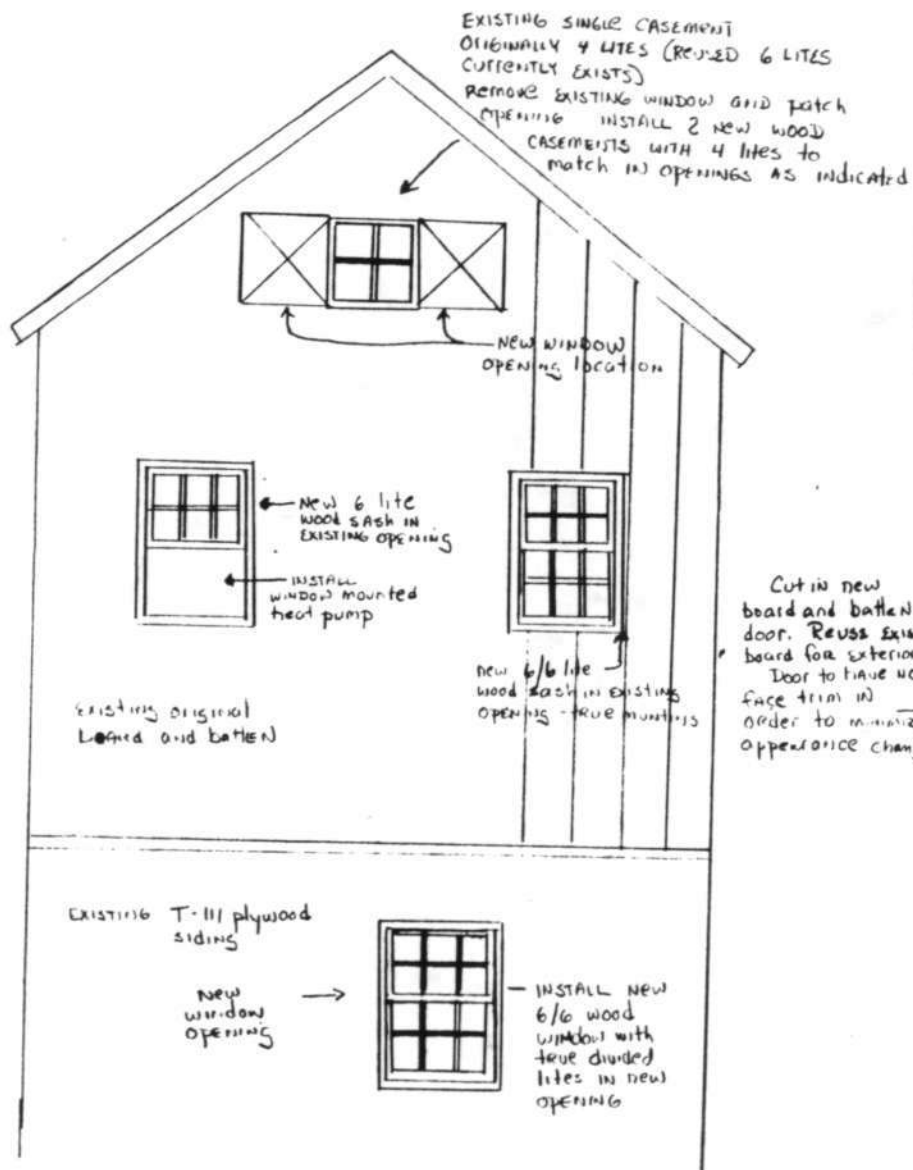 EXISTING SINGLE CASEMENT
ORIGINALLY 4 LITES (REUSED 6 LITES
CURRENTLY EXISTS)
REMOVE EXISTING WINDOW AND PATCH
OPENING INSTALL 2 NEW WOOD
CASEMENTS WITH 4 LITES TO
MATCH IN OPENINGS AS INDICATED
NEW WINDOW
OPENING LOCATION
NEW 6 LITE
WOOD SASH IN
EXISTING OPENING
INSTALL
WINDOW MOUNTED
HEAT PUMP
NEW 6/6 LITE
WOOD SASH IN EXISTING
OPENING - TRUE MUNTINS
Existing original
Board and batten
Cut in new
board and batten
door. Reuse
board for
Door to have
face trim in
order to
appearance
EXISTING T-111 plywood
SIDING
NEW
WINDOW
OPENING
INSTALL NEW
6/6 WOOD
WINDOW with
true divided
lites in new
OPENING